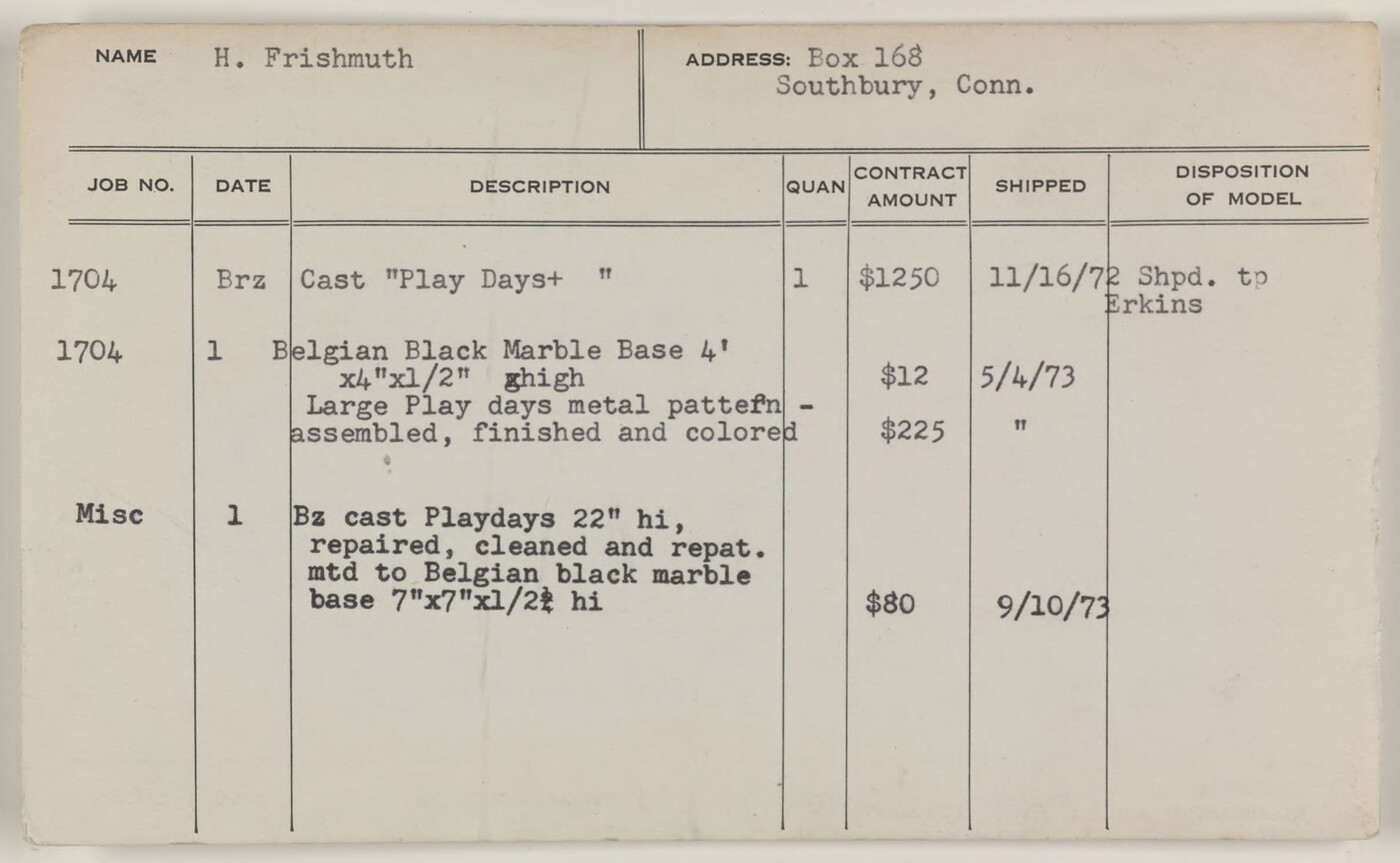 NAME H. Frishmuth ADDRESS: Box 168
Southbury, Conn.
JOB NO. DATE DESCRIPTION QUAN CONTRACT AMOUNT SHIPPED DISPOSITION OF MODEL
1704 Brz Cast "Play Days+ " 1 $1250 11/16/72 Shpd. tp
Erkins
1704 1 Belgian Black Marble Base 4'
x4"x1/2" ghigh $12 5/4/73
Large Play days metal pattern -
assembled, finished and colored $225 "
Misc 1 Bz cast Playdays 22" hi,
repaired, cleaned and repat.
mtd to Belgian black marble
base 7"x7"x1/2 hi $80 9/10/73